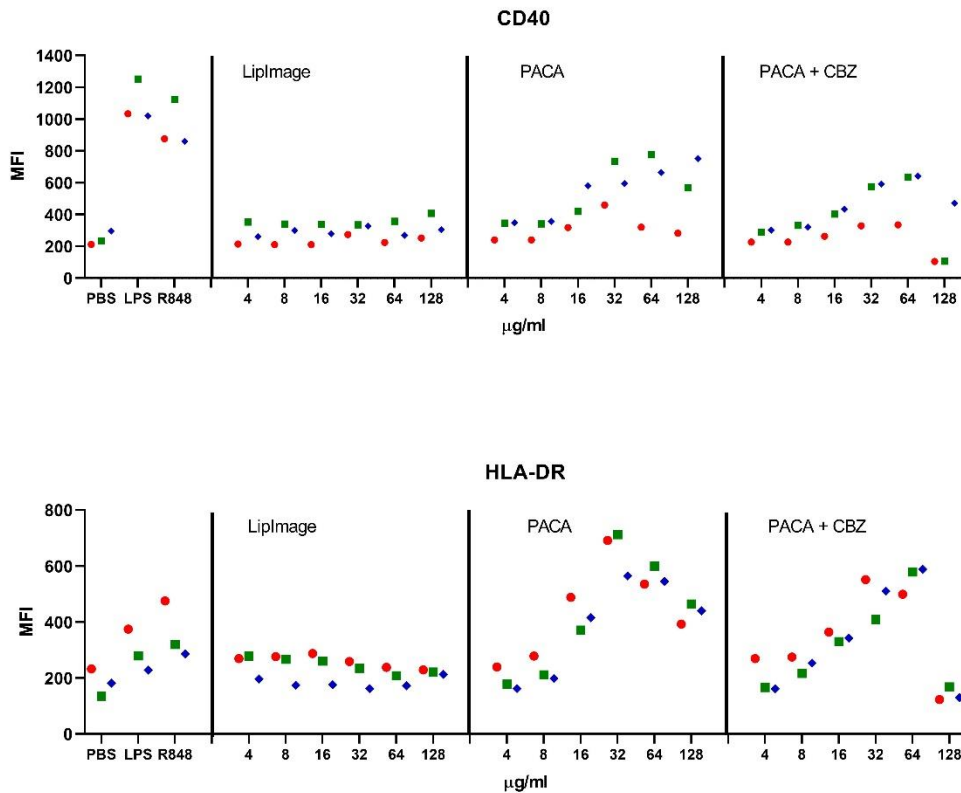 CD40
1400
1200
1000
800
600
400
200
0
MFI
LipImage
PACA
PACA + CBZ
PBS LPS R848 4 8 16 32 64 128 4 8 16 32 64 128 4 8 16 32 64 128
µg/ml
HLA-DR
800
600
400
200
0
MFI
LipImage
PACA
PACA + CBZ
PBS LPS R848 4 8 16 32 64 128 4 8 16 32 64 128 4 8 16 32 64 128
µg/ml